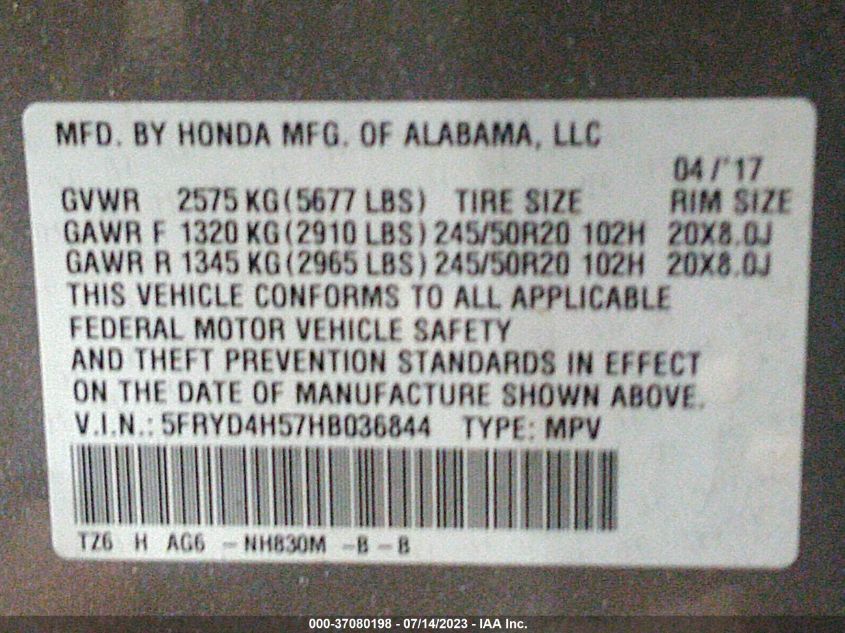 MFD. BY HONDA MFG. OF ALABAMA, LLC
04/'17
GVWR 2575 KG(5677 LBS) TIRE SIZE RIM SIZE
GAWR F 1320 KG(2910 LBS) 245/50R20 102H 20X8.0J
GAWR R 1345 KG(2965 LBS) 245/50R20 102H 20X8.0J
THIS VEHICLE CONFORMS TO ALL APPLICABLE
FEDERAL MOTOR VEHICLE SAFETY
AND THEFT PREVENTION STANDARDS IN EFFECT
ON THE DATE OF MANUFACTURE SHOWN ABOVE.
V.I.N.: 5FRYD4H57HB036844 TYPE: MPV
TZ6 H AG6 -NH830M -B-B
000-37080198 - 07/14/2023 - IAA Inc.